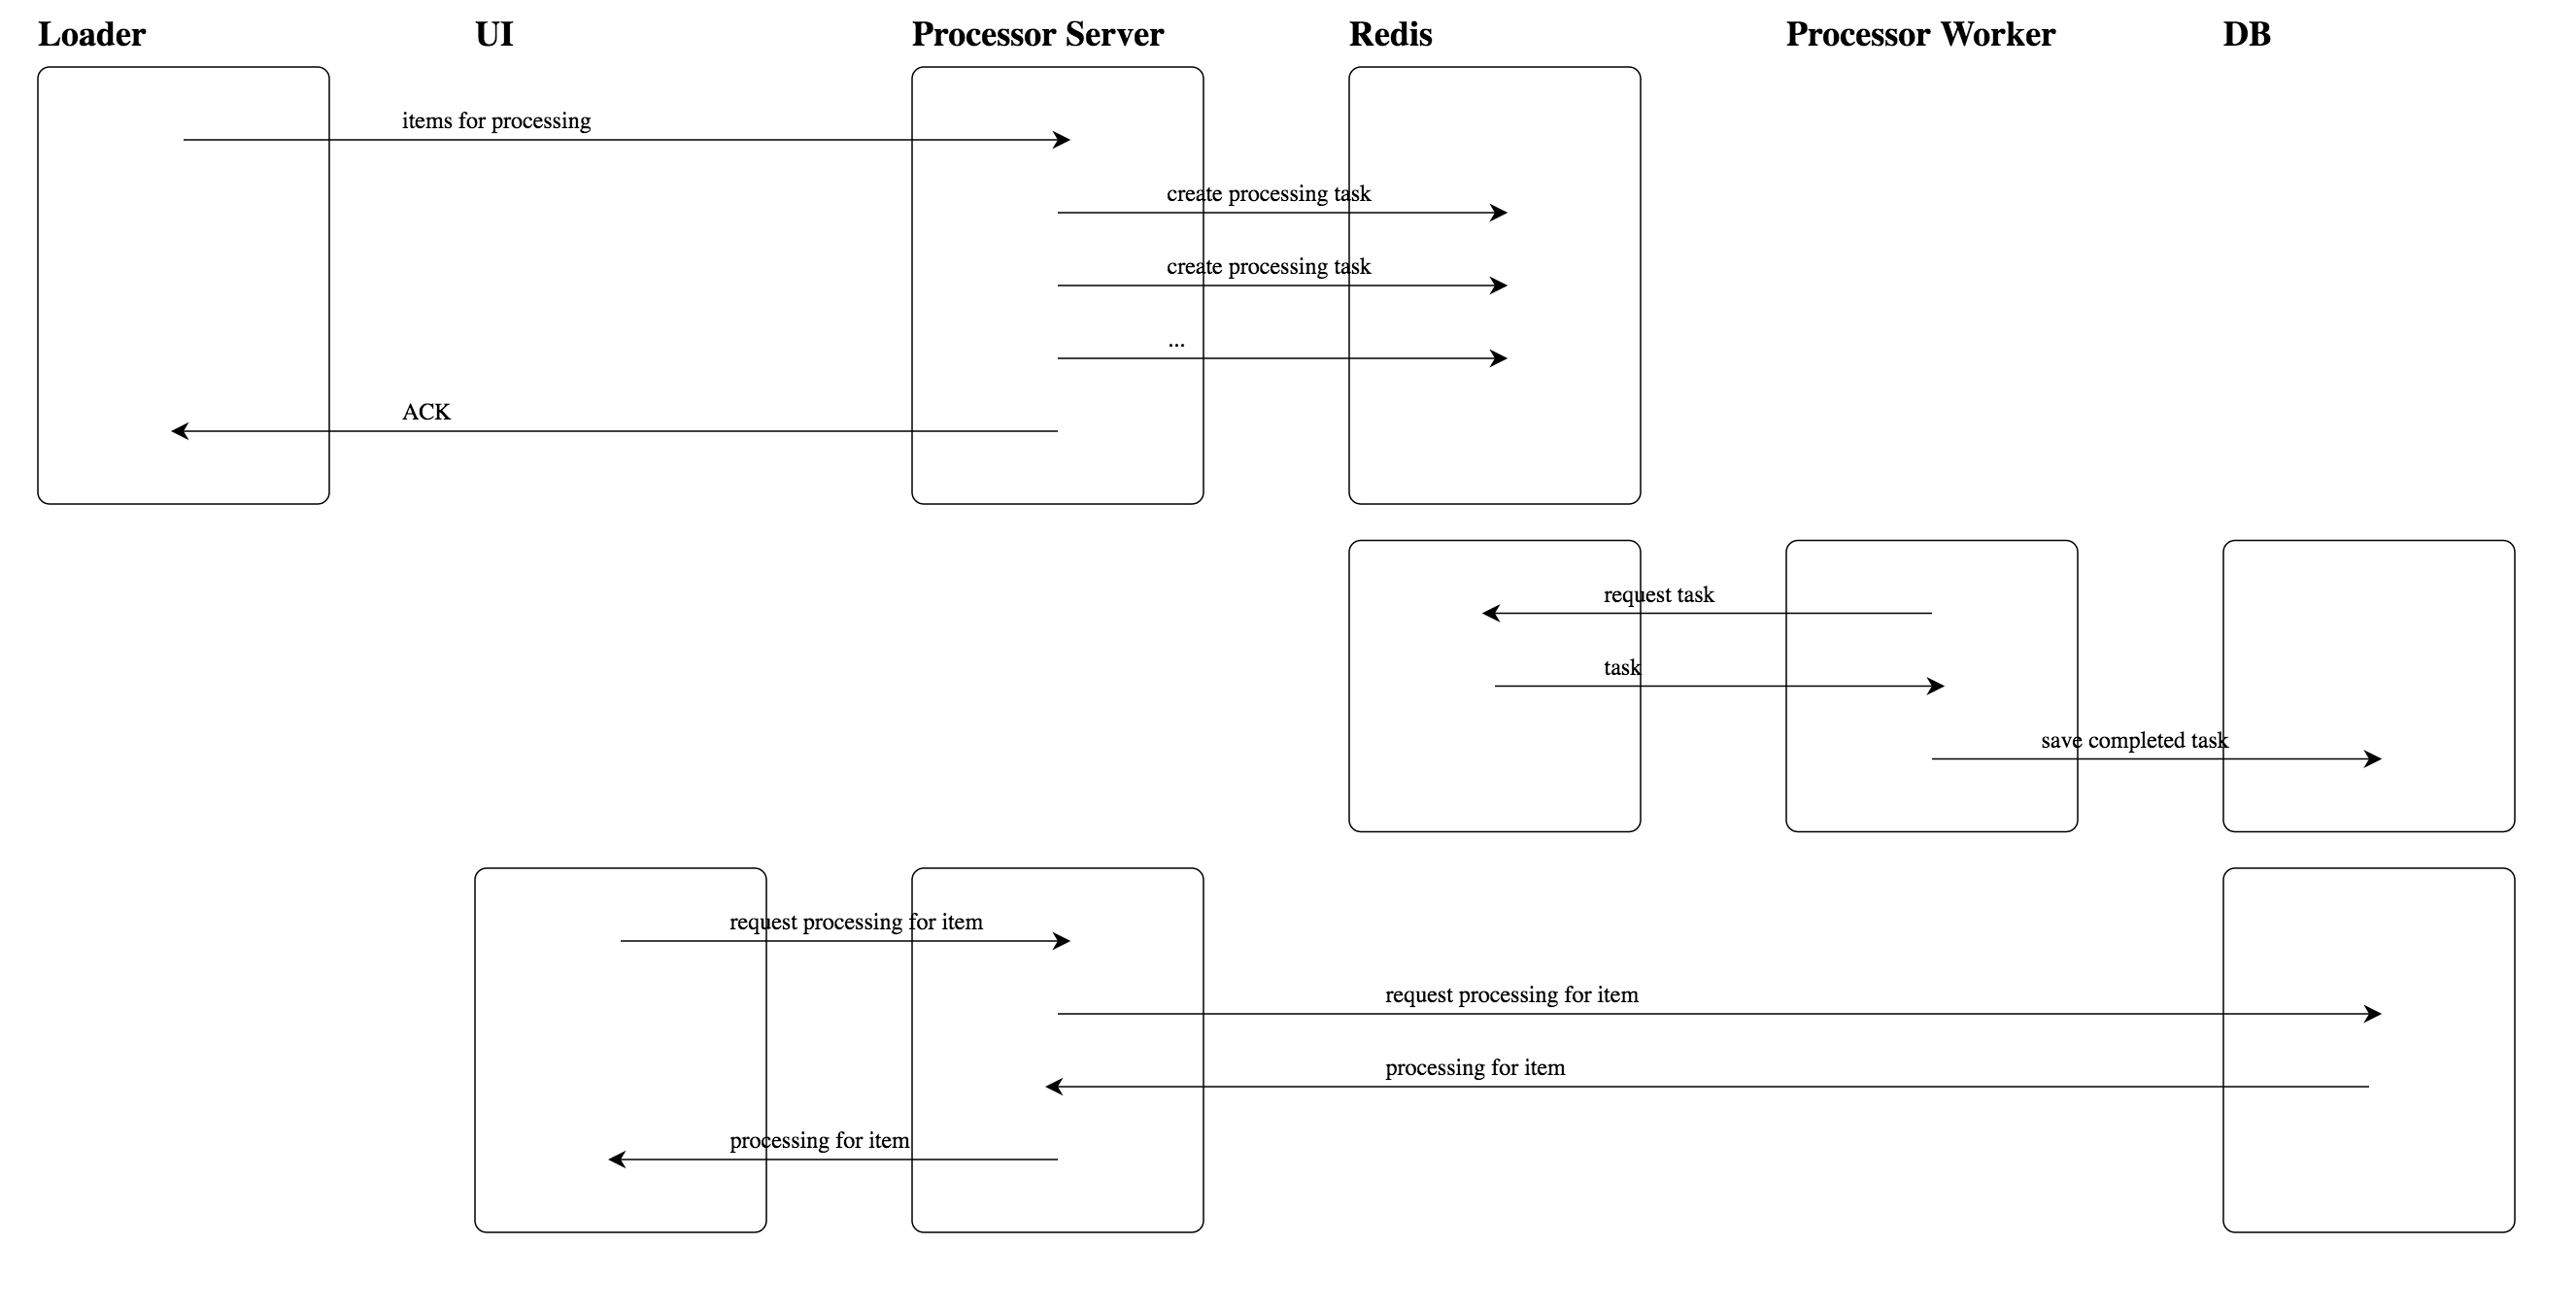 Loader
UI
Processor Server
Redis
Processor Worker
DB
items for processing
create processing task
create processing task
...
ACK
request task
task
save completed task
request processing for item
request processing for item
processing for item
processing for item